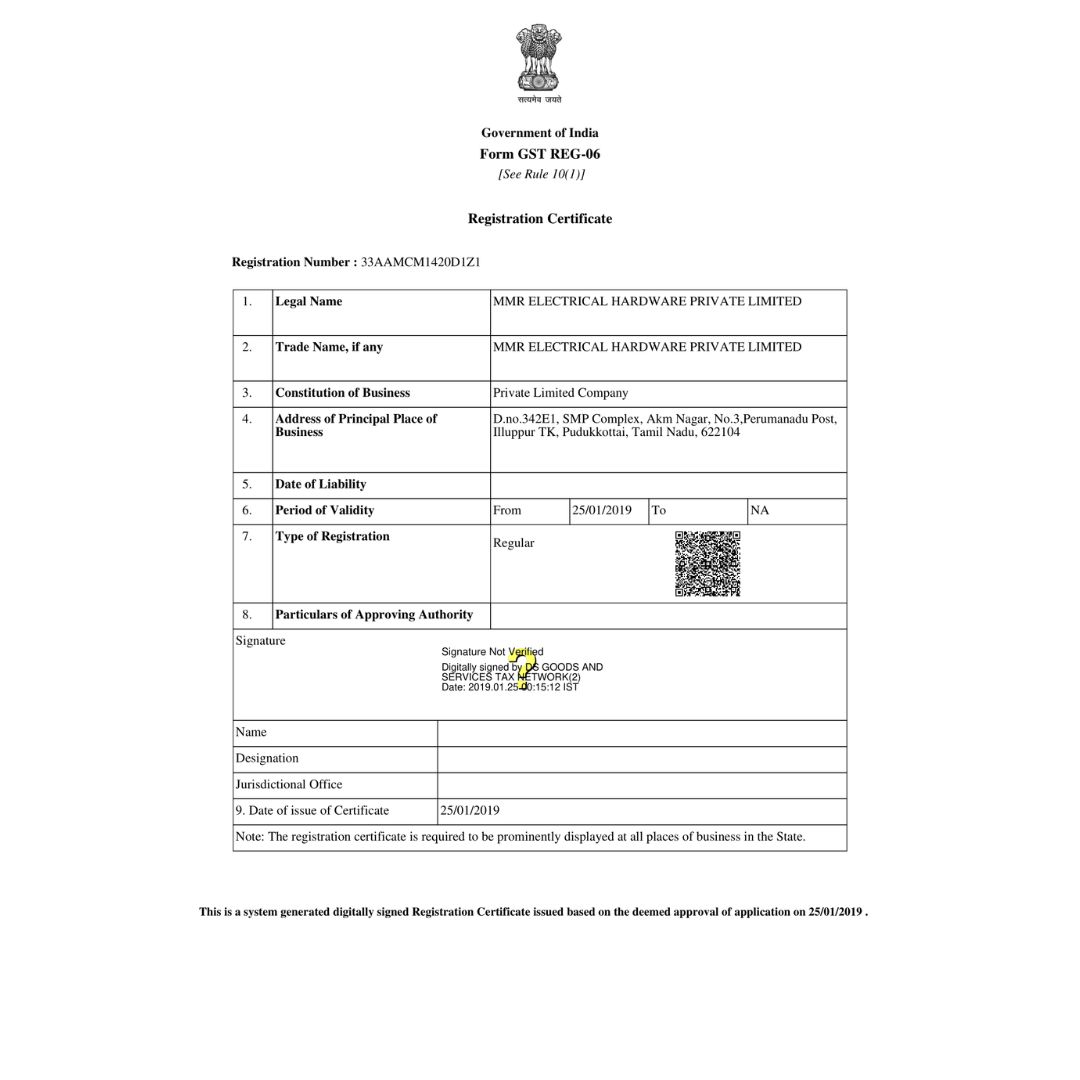 सत्यमेव जयते
Government of India
Form GST REG-06
[See Rule 10(1)]
Registration Certificate
Registration Number : 33AAMCM1420D1Z1
1. Legal Name MMR ELECTRICAL HARDWARE PRIVATE LIMITED
2. Trade Name, if any MMR ELECTRICAL HARDWARE PRIVATE LIMITED
3. Constitution of Business Private Limited Company
4. Address of Principal Place of Business D.no.342E1, SMP Complex, Akm Nagar, No.3,Perumanadu Post,
Illuppur TK, Pudukkottai, Tamil Nadu, 622104
5. Date of Liability
6. Period of Validity From 25/01/2019 To NA
7. Type of Registration Regular
8. Particulars of Approving Authority
Signature
Signature Not Verified
Digitally signed by DS GOODS AND
SERVICES TAX NETWORK(2)
Date: 2019.01.25 00:15:12 IST
Name
Designation
Jurisdictional Office
9. Date of issue of Certificate 25/01/2019
Note: The registration certificate is required to be prominently displayed at all places of business in the State.
This is a system generated digitally signed Registration Certificate issued based on the deemed approval of application on 25/01/2019 .